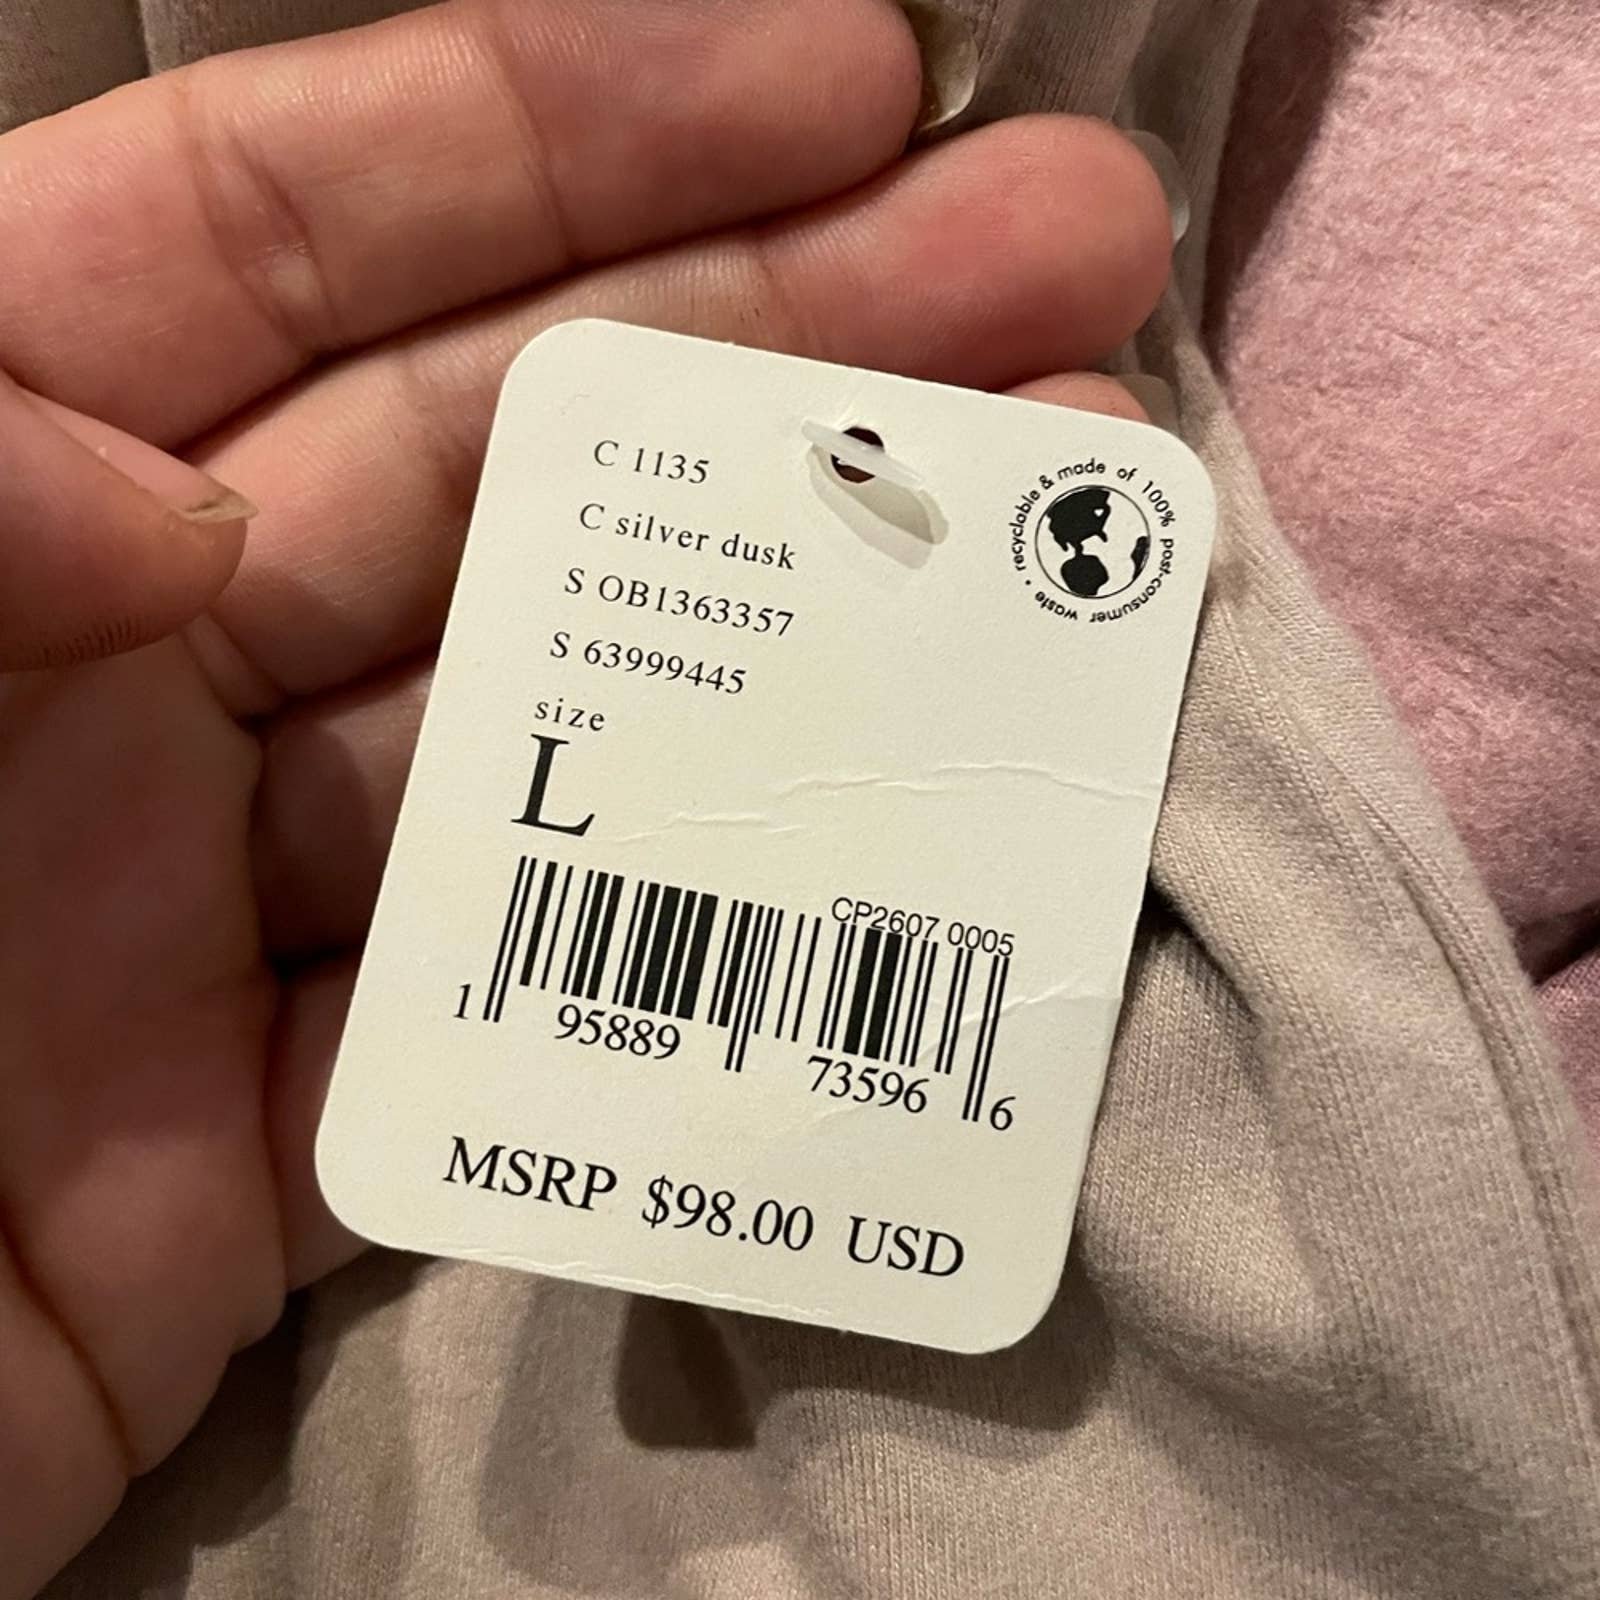 C 1135
C silver dusk
S OB1363357
S 63999445
size
L
recyclable & made of 100% post-consumer waste •
CP2607 0005
1 95889 73596 6
MSRP $98.00 USD